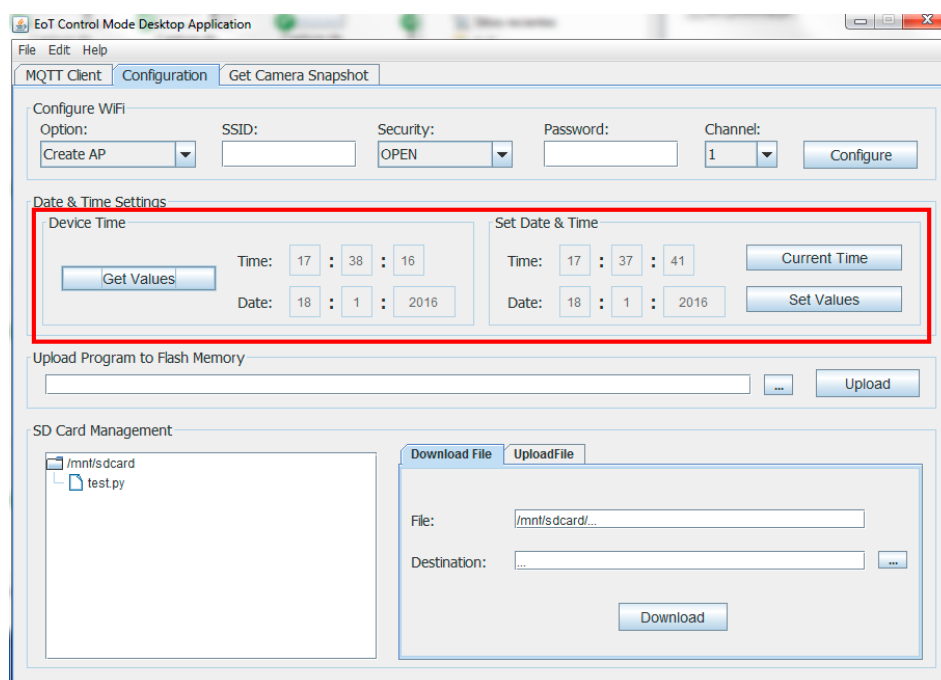 EoT Control Mode Desktop Application
File Edit Help
MQTT Client Configuration Get Camera Snapshot
Configure WiFi
Option: SSID: Security: Password: Channel:
Create AP OPEN 1 Configure
Date & Time Settings
Device Time Set Date & Time
Get Values
Time: 17 : 38 : 16
Date: 18 : 1 : 2016
Time: 17 : 37 : 41 Current Time
Date: 18 : 1 : 2016 Set Values
Upload Program to Flash Memory
... Upload
SD Card Management
/mnt/sdcard
test.py
Download File UploadFile
File: /mnt/sdcard/...
Destination: ... ...
Download